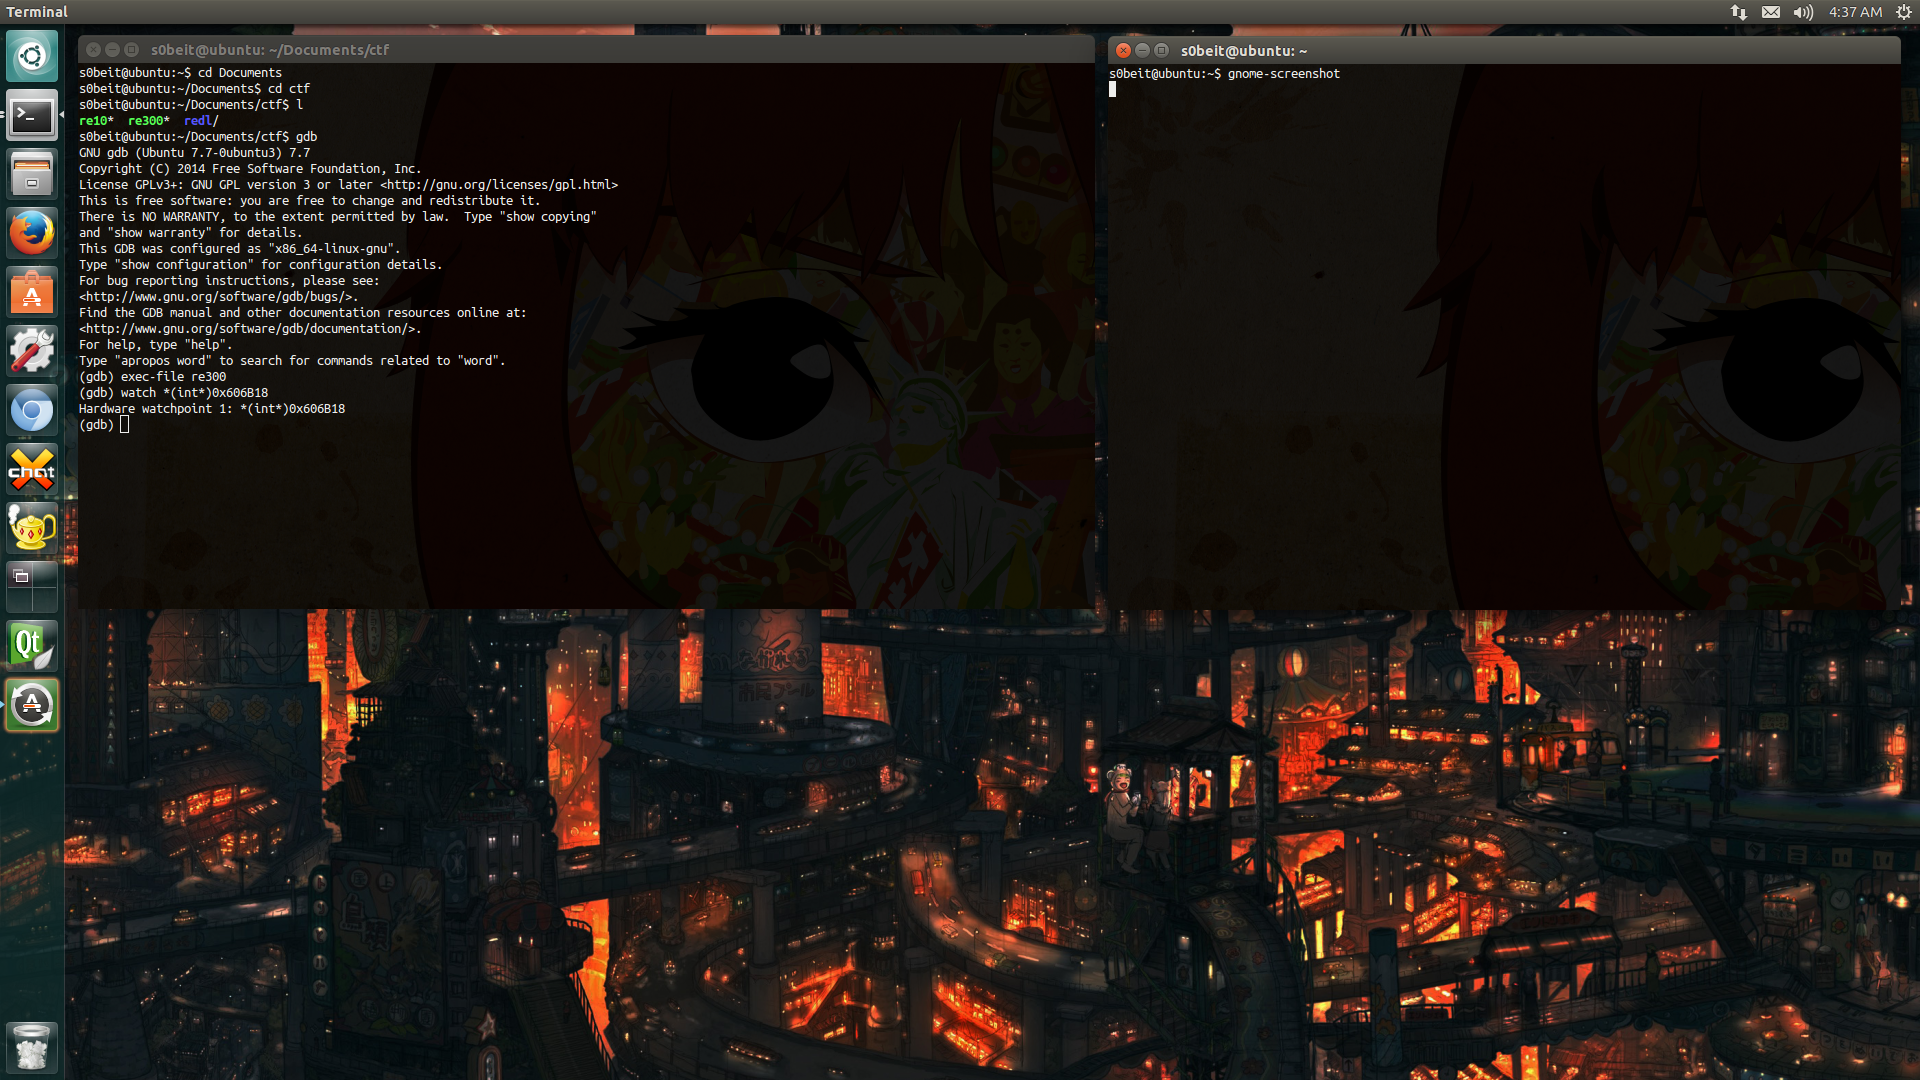 Terminal
4:37 AM
s0beit@ubuntu: ~/Documents/ctf
s0beit@ubuntu:~$ cd Documents
s0beit@ubuntu:~/Documents$ cd ctf
s0beit@ubuntu:~/Documents/ctf$ l
re10*  re300*  redl/
s0beit@ubuntu:~/Documents/ctf$ gdb
GNU gdb (Ubuntu 7.7-0ubuntu3) 7.7
Copyright (C) 2014 Free Software Foundation, Inc.
License GPLv3+: GNU GPL version 3 or later <http://gnu.org/licenses/gpl.html>
This is free software: you are free to change and redistribute it.
There is NO WARRANTY, to the extent permitted by law.  Type "show copying"
and "show warranty" for details.
This GDB was configured as "x86_64-linux-gnu".
Type "show configuration" for configuration details.
For bug reporting instructions, please see:
<http://www.gnu.org/software/gdb/bugs/>.
Find the GDB manual and other documentation resources online at:
<http://www.gnu.org/software/gdb/documentation/>.
For help, type "help".
Type "apropos word" to search for commands related to "word".
(gdb) exec-file re300
(gdb) watch *(int*)0x606B18
Hardware watchpoint 1: *(int*)0x606B18
(gdb)
s0beit@ubuntu: ~
s0beit@ubuntu:~$ gnome-screenshot
chat
Qt
市民プール